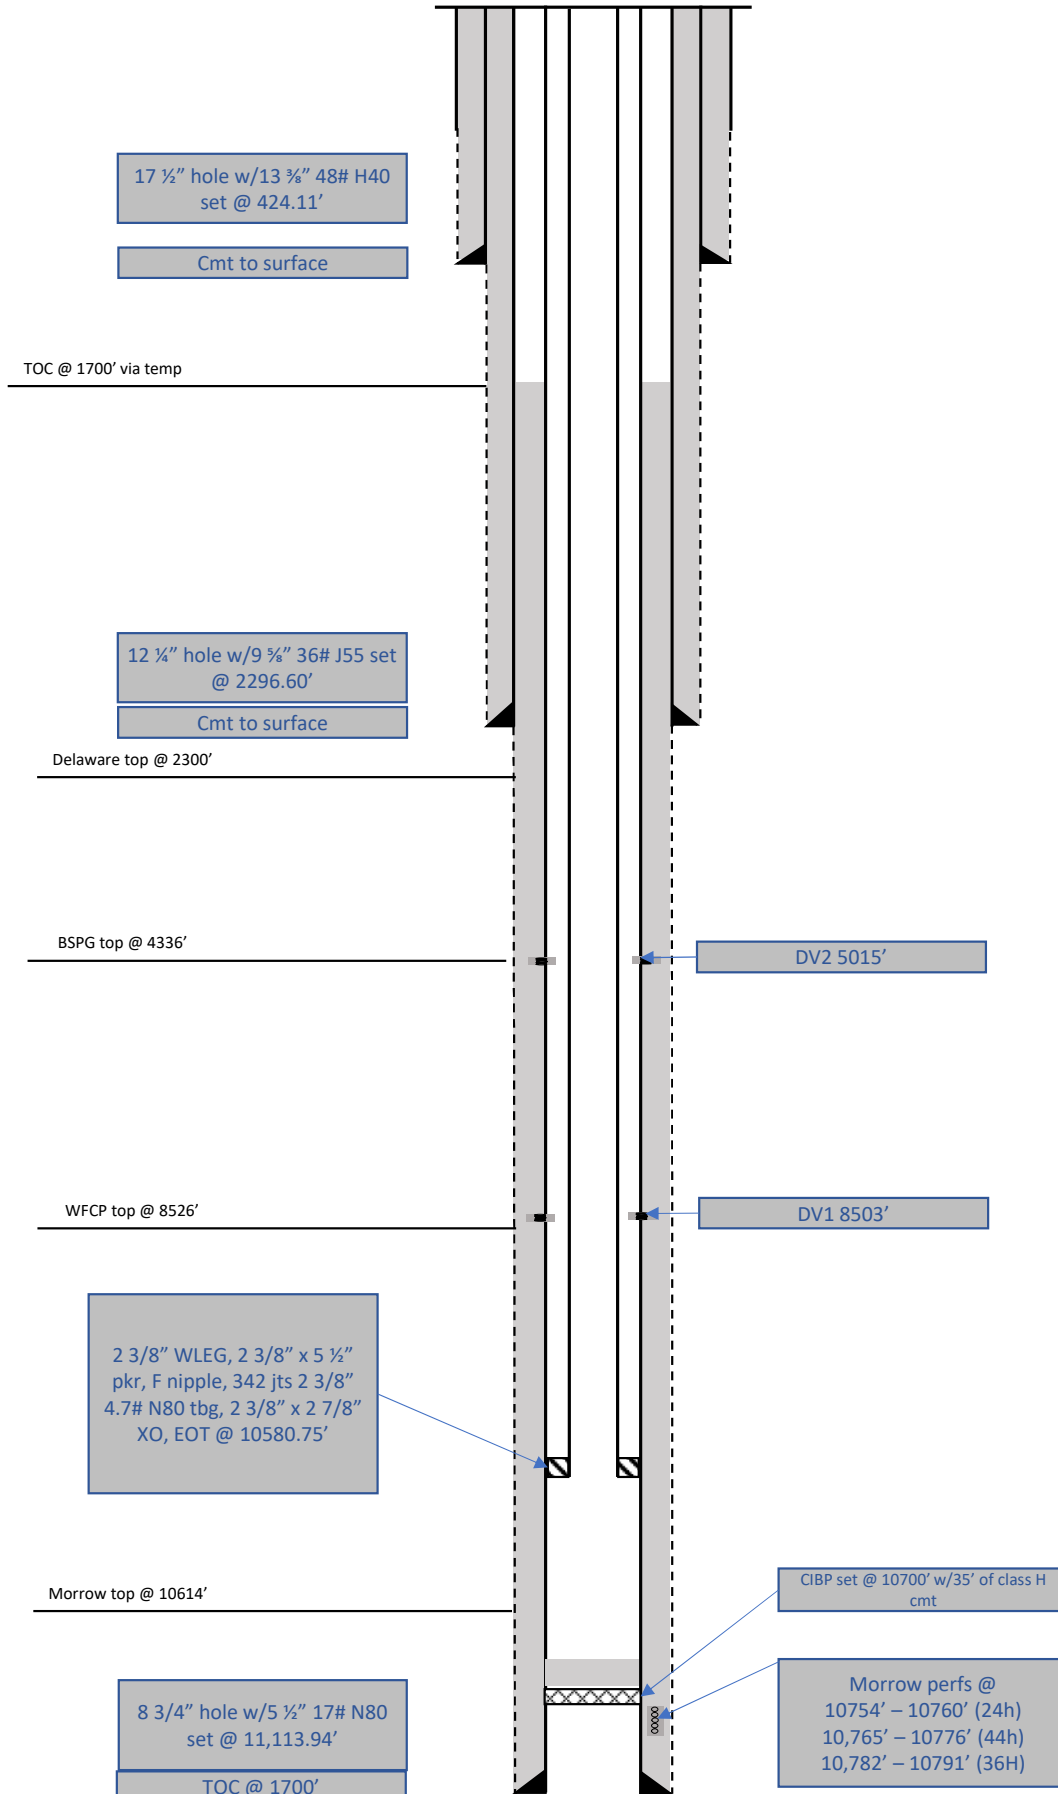 17 ½” hole w/13 ⅜” 48# H40
set @ 424.11’
Cmt to surface
TOC @ 1700’ via temp
12 ¼” hole w/9 ⅝” 36# J55 set
@ 2296.60’
Cmt to surface
Delaware top @ 2300’
BSPG top @ 4336’
DV2 5015’
WFCP top @ 8526’
DV1 8503’
2 3/8” WLEG, 2 3/8” x 5 ½”
pkr, F nipple, 342 jts 2 3/8”
4.7# N80 tbg, 2 3/8” x 2 7/8”
XO, EOT @ 10580.75’
Morrow top @ 10614’
CIBP set @ 10700’ w/35’ of class H
cmt
Morrow perfs @
10754’ – 10760’ (24h)
10,765’ – 10776’ (44h)
10,782’ – 10791’ (36H)
8 3/4” hole w/5 ½” 17# N80
set @ 11,113.94’
TOC @ 1700’